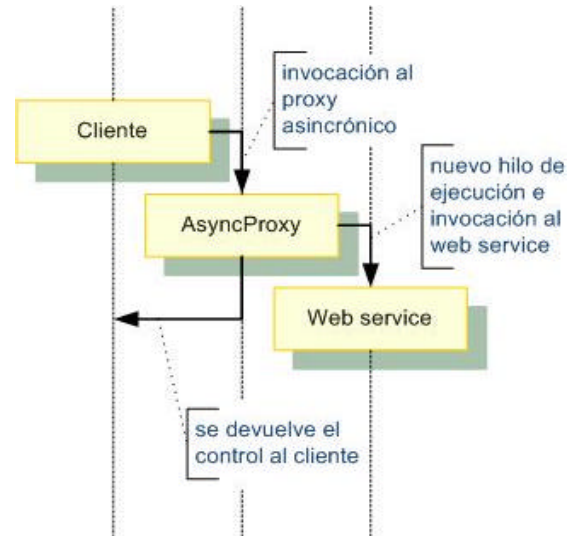 invocación al
proxy
asincrónico
Cliente
nuevo hilo de
ejecución e
invocación al
web service
AsyncProxy
Web service
se devuelve el
control al cliente